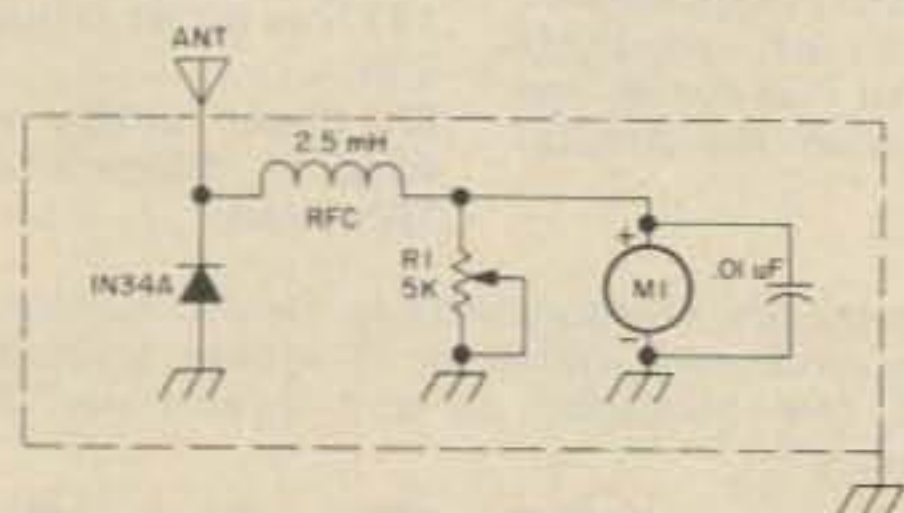 ANT
2.5 mH
RFC
1N34A
R1
5K
+
M1
-
.01 uF